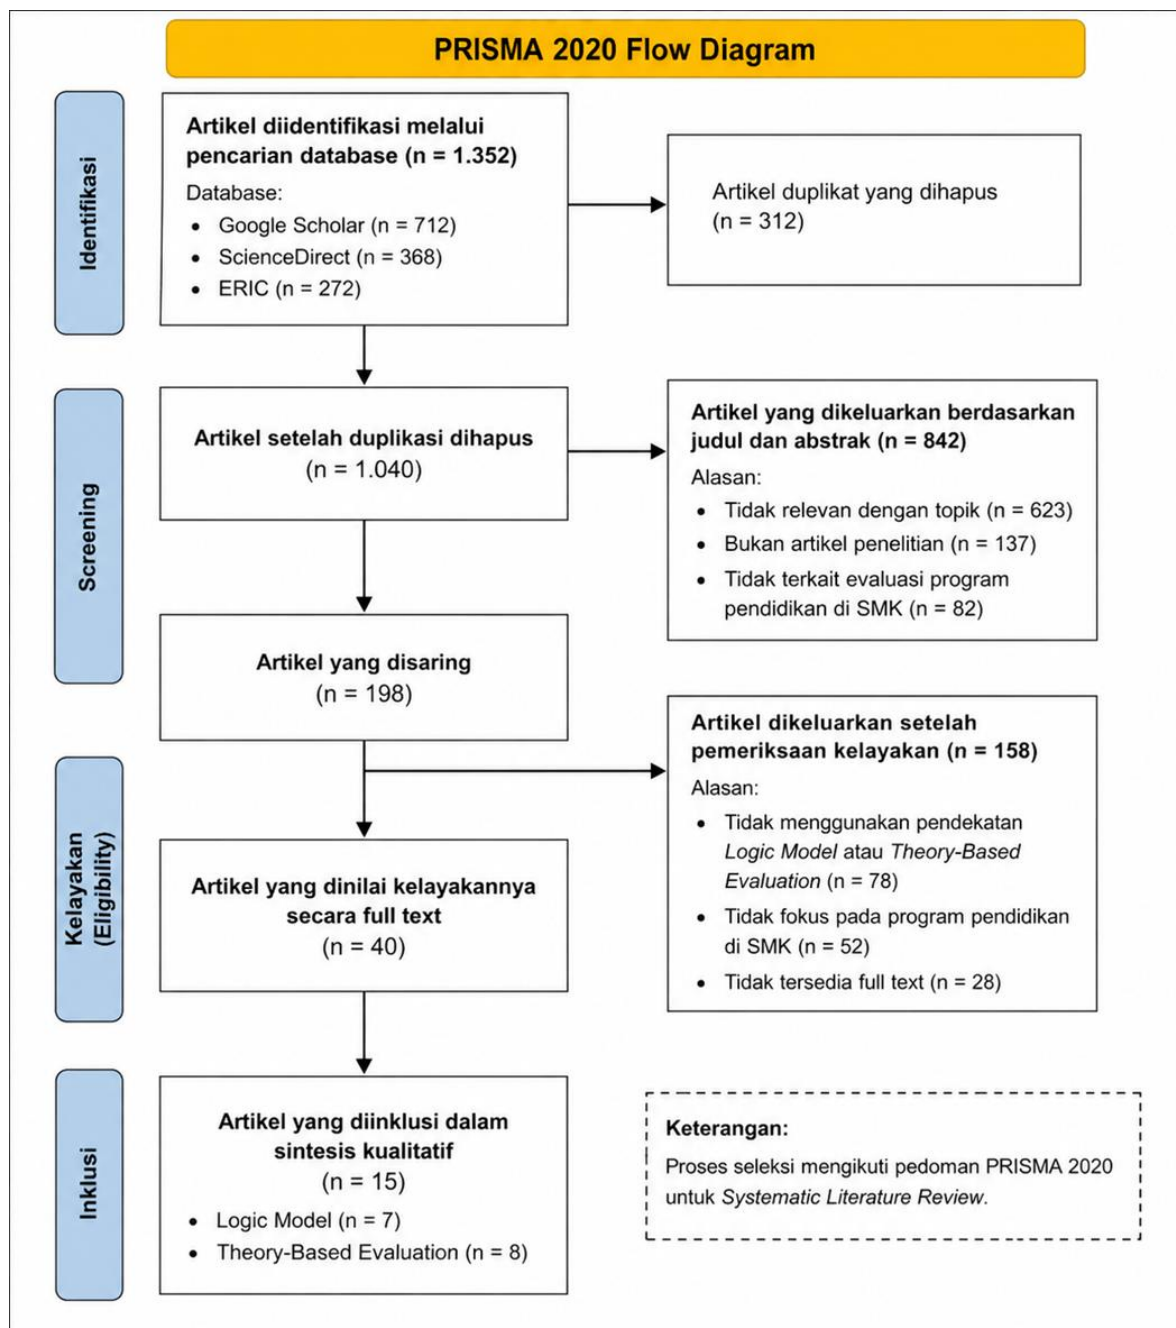 PRISMA 2020 Flow Diagram
Identifikasi
Artikel diidentifikasi melalui
pencarian database (n = 1.352)
Database:
• Google Scholar (n = 712)
• ScienceDirect (n = 368)
• ERIC (n = 272)
Artikel duplikat yang dihapus
(n = 312)
Screening
Artikel setelah duplikasi dihapus
(n = 1.040)
Artikel yang dikeluarkan berdasarkan
judul dan abstrak (n = 842)
Alasan:
• Tidak relevan dengan topik (n = 623)
• Bukan artikel penelitian (n = 137)
• Tidak terkait evaluasi program
pendidikan di SMK (n = 82)
Artikel yang disaring
(n = 198)
Kelayakan
(Eligibility)
Artikel dikeluarkan setelah
pemeriksaan kelayakan (n = 158)
Alasan:
• Tidak menggunakan pendekatan
Logic Model atau Theory-Based
Evaluation (n = 78)
• Tidak fokus pada program pendidikan
di SMK (n = 52)
• Tidak tersedia full text (n = 28)
Artikel yang dinilai kelayakannya
secara full text
(n = 40)
Inklusi
Artikel yang diinklusi dalam
sintesis kualitatif
(n = 15)
• Logic Model (n = 7)
• Theory-Based Evaluation (n = 8)
Keterangan:
Proses seleksi mengikuti pedoman PRISMA 2020
untuk Systematic Literature Review.